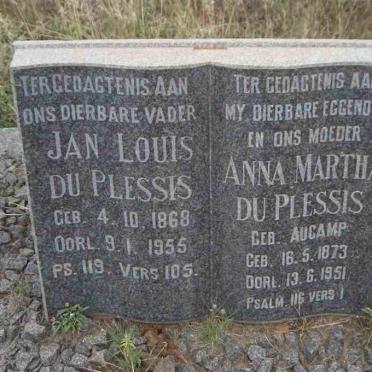 TER GEDAGTENIS AAN
ONS DIERBARE VADER
JAN LOUIS
DU PLESSIS
GEB. 4.10.1868
OORL. 9.1.1955
PS. 119. VERS 105.
TER GEDAGTENIS AA
MY DIERBARE EGGENO
EN ONS MOEDER
ANNA MARTHA
DU PLESSIS
GEB. AUCAMP
GEB. 16.5.1873
OORL. 13.6.1951
PSALM 116 VERS 1